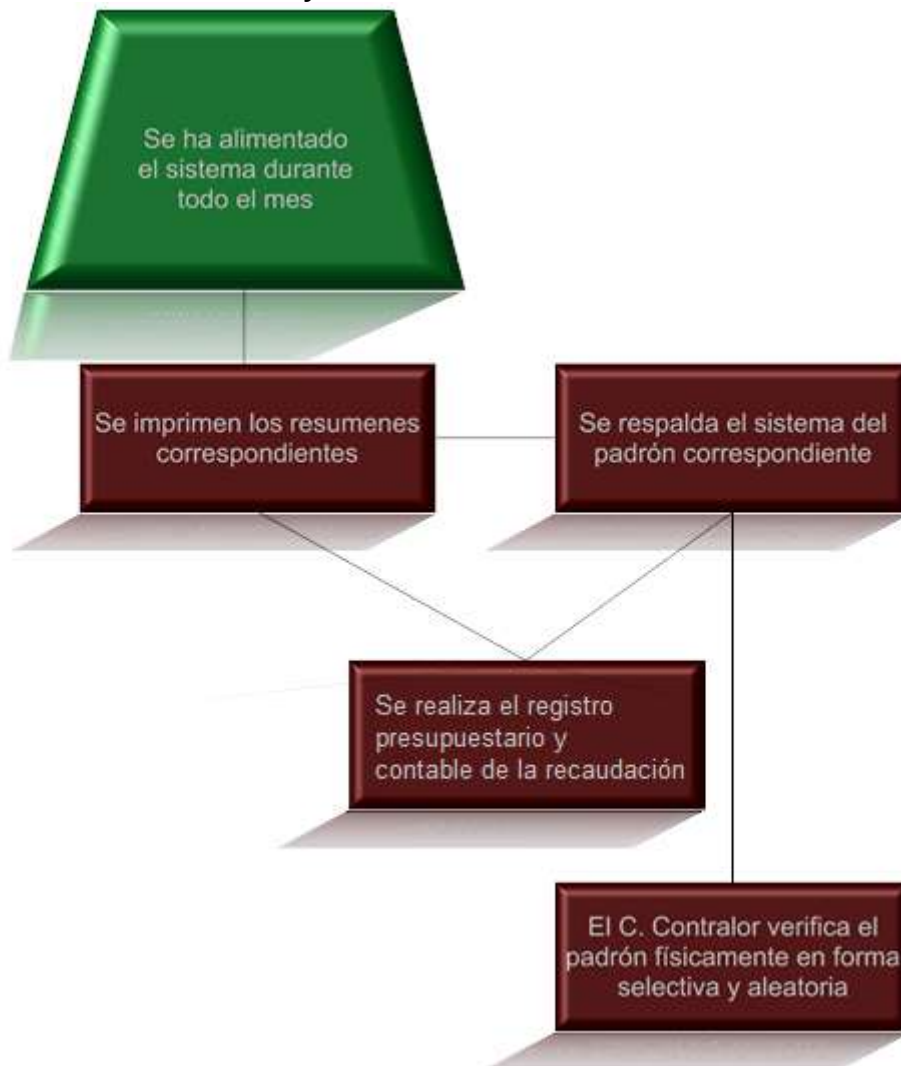 Se ha alimentado
el sistema durante
todo el mes
Se imprimen los resumenes
correspondientes
Se respalda el sistema del
padrón correspondiente
Se realiza el registro
presupuestario y
contable de la recaudación
El C. Contralor verifica el
padrón físicamente en forma
selectiva y aleatoria